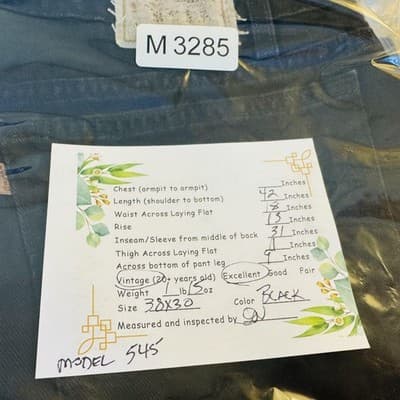 M 3285
Chest (armpit to armpit) Inches
Length (shoulder to bottom) 42 Inches
Waist Across Laying Flat 18 Inches
Rise 13 Inches
Inseam/Sleeve from middle of back 31 Inches
Thigh Across Laying Flat Inches
Across bottom of pant leg 9 Inches
Vintage (20+ years old) Excellent Good Fair
Weight 1 lb 15 oz
Size 38X30 Color BLACK
Measured and inspected by
MODEL 545